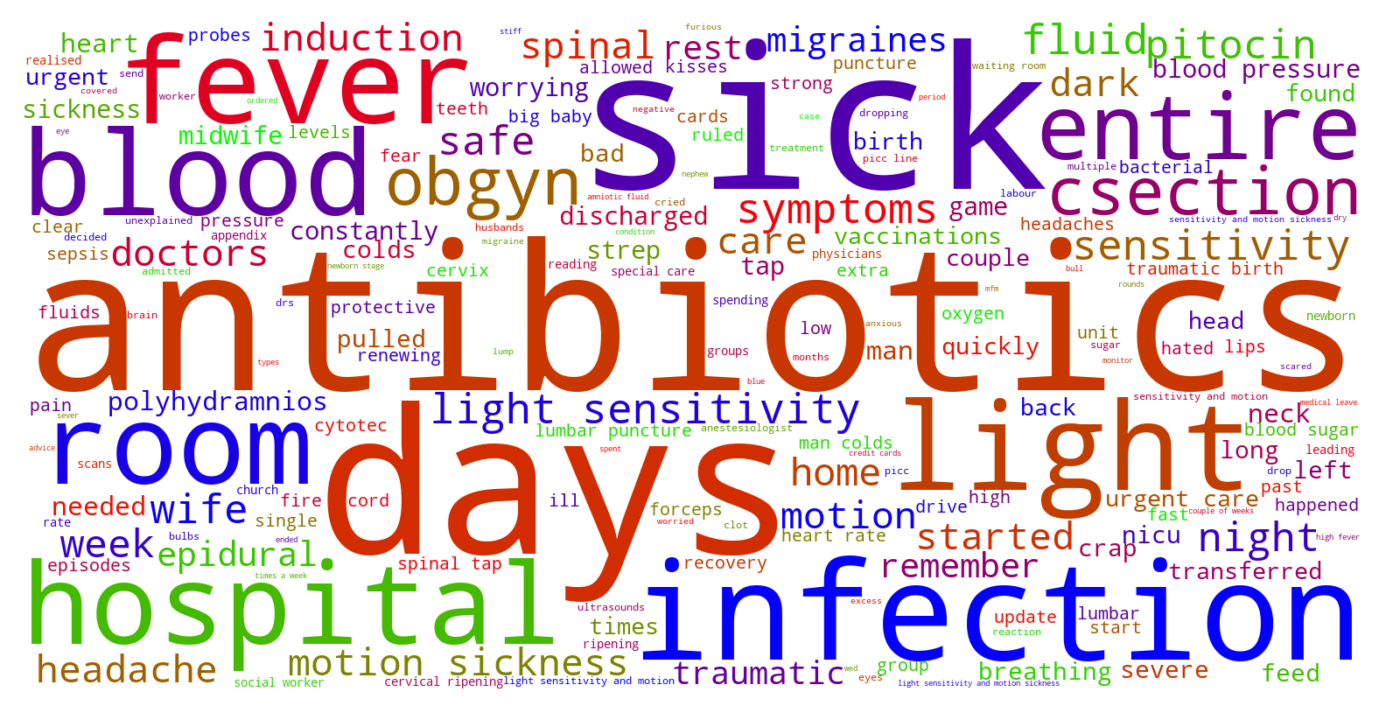 furious
stiff
heart probes induction spinal rest migraines fluid pitocin
realised
urgent send allowed kisses puncture waiting room dark blood pressure
covered worker ordered fever worrying strong sick period found
sickness teeth big baby negative cards case dropping entire
midwife levels safe ruled birth
eye blood fear obgyn bad treatment picc line multiple bacterial
nephew csection
amniotic fluid cried labour
clear unexplained pressure husbands discharged symptoms game sensitivity and motion sickness dry
decided appendix constantly condition headaches
sepsis doctors colds migraine strep care vaccinations physicians couple sensitivity
admitted newborn stage cervix reading special care tap extra bull traumatic birth
antibiotics
drs protective spending mfm rounds
fluids brain pulled low anxious oxygen unit head newborn
types renewing lump groups months man quickly sugar hated lips
blue monitor scared
pain polyhydramnios light sensitivity back sensitivity and motion neck medical leave
sever room cytotec lumbar puncture anestesiologist light blood sugar
advice scans days spent man colds credit cards home picc long leading
church drop left
needed wife fire cord ill forceps motion drive high urgent care past
rate single worried clot heart rate fast couple of weeks happened
week bulbs ended started nicu night high fever
episodes epidural spinal tap recovery remember crap transferred
times a week
hospital ultrasounds excess infection update lumbar
times reaction start
ripening
headache motion sickness traumatic wed group breathing severe feed
social worker cervical ripening light sensitivity and motion eyes light sensitivity and motion sickness